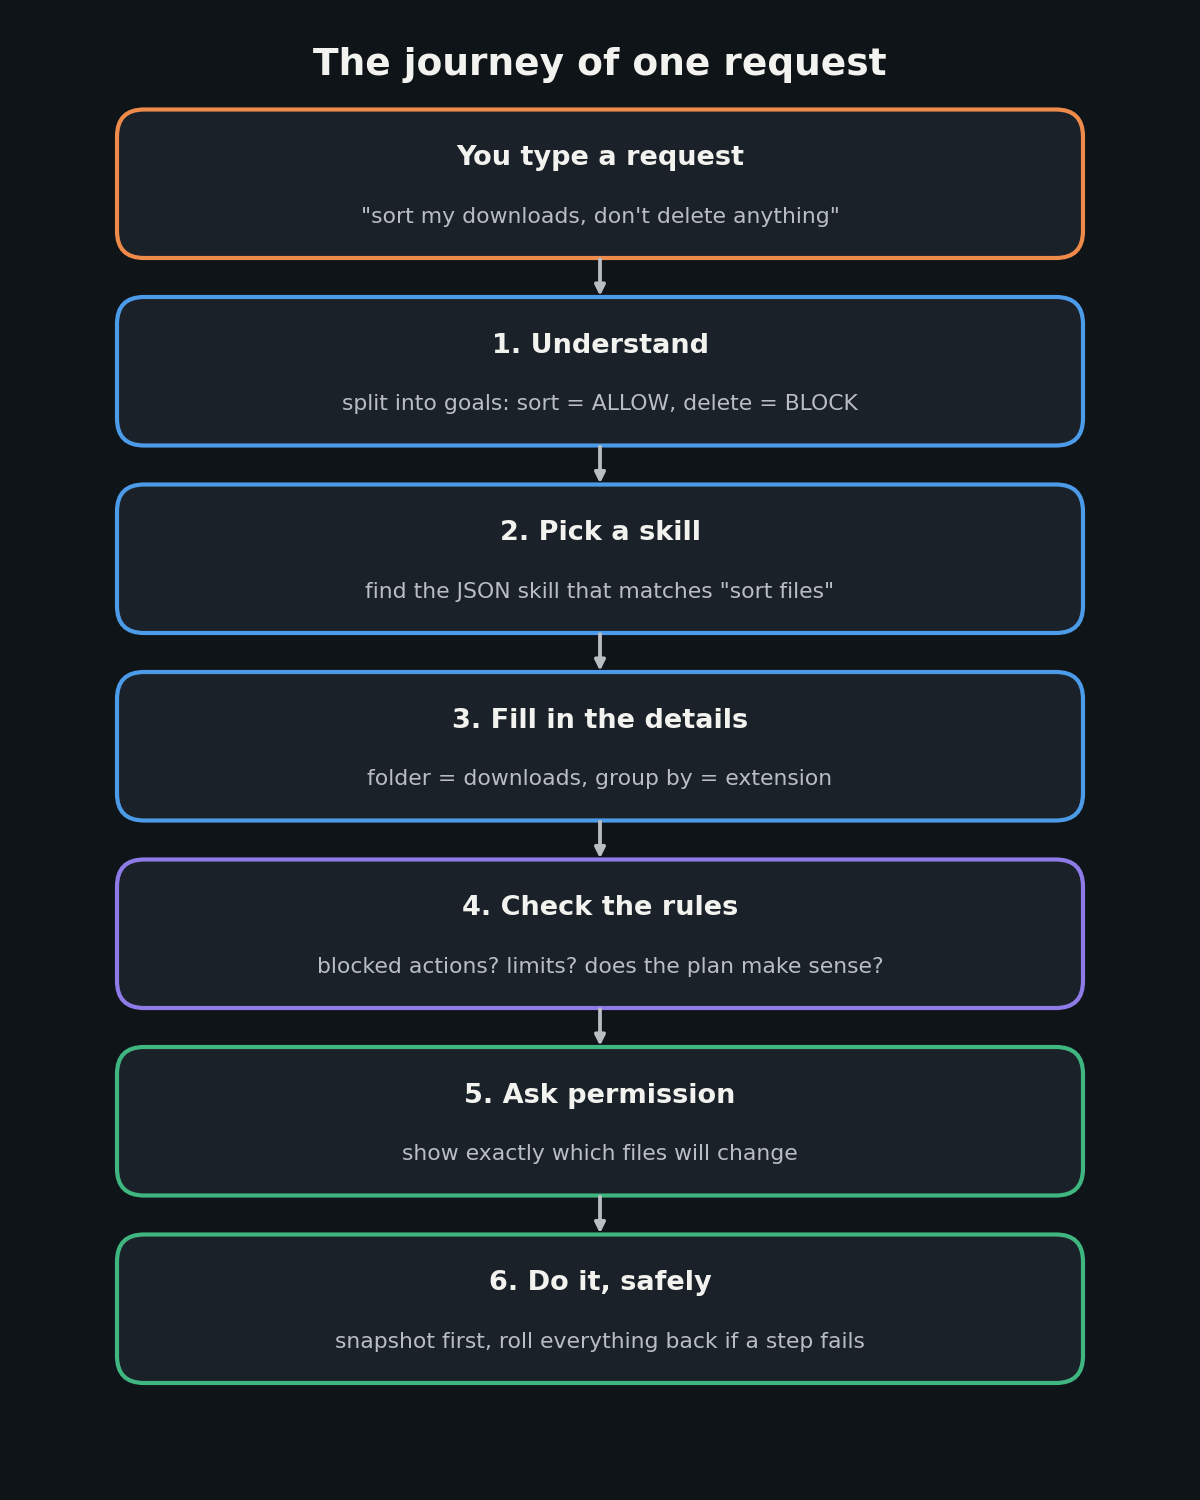 The journey of one request
You type a request
"sort my downloads, don't delete anything"
1. Understand
split into goals: sort = ALLOW, delete = BLOCK
2. Pick a skill
find the JSON skill that matches "sort files"
3. Fill in the details
folder = downloads, group by = extension
4. Check the rules
blocked actions? limits? does the plan make sense?
5. Ask permission
show exactly which files will change
6. Do it, safely
snapshot first, roll everything back if a step fails